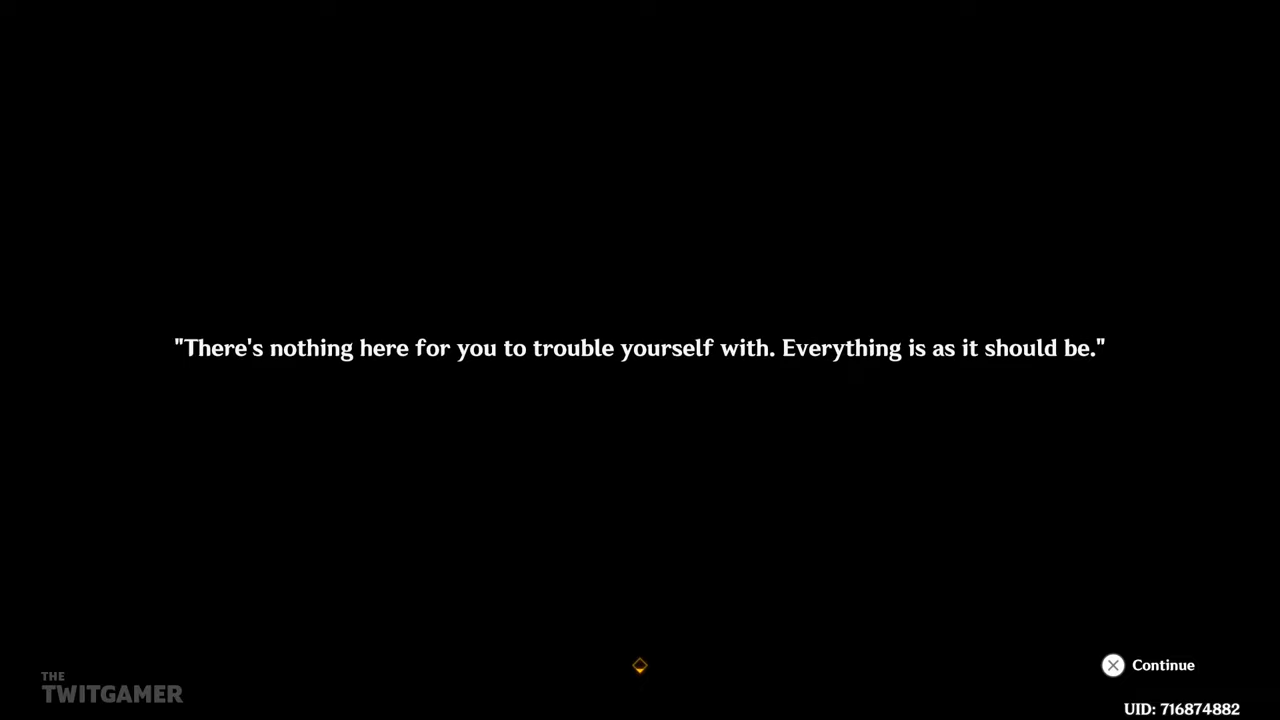 "There's nothing here for you to trouble yourself with. Everything is as it should be."
Continue
THE
TWITGAMER
UID: 716874882